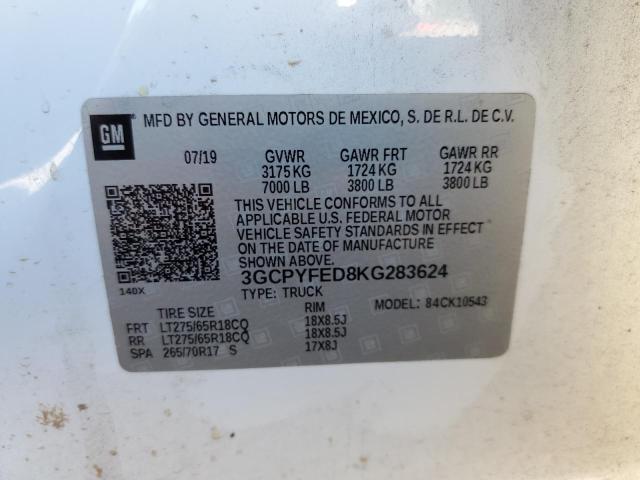 GM
MFD BY GENERAL MOTORS DE MEXICO, S. DE R.L. DE C.V.
07/19 GVWR GAWR FRT GAWR RR
3175 KG 1724 KG 1724 KG
7000 LB 3800 LB 3800 LB
THIS VEHICLE CONFORMS TO ALL
APPLICABLE U.S. FEDERAL MOTOR
VEHICLE SAFETY STANDARDS IN EFFECT
ON THE DATE OF MANUFACTURE
SHOWN ABOVE.
3GCPYFED8KG283624
140X TYPE: TRUCK MODEL: 84CK10543
TIRE SIZE RIM
FRT LT275/65R18CQ 18X8.5J
RR LT275/65R18CQ 18X8.5J
SPA 265/70R17 S 17X8J